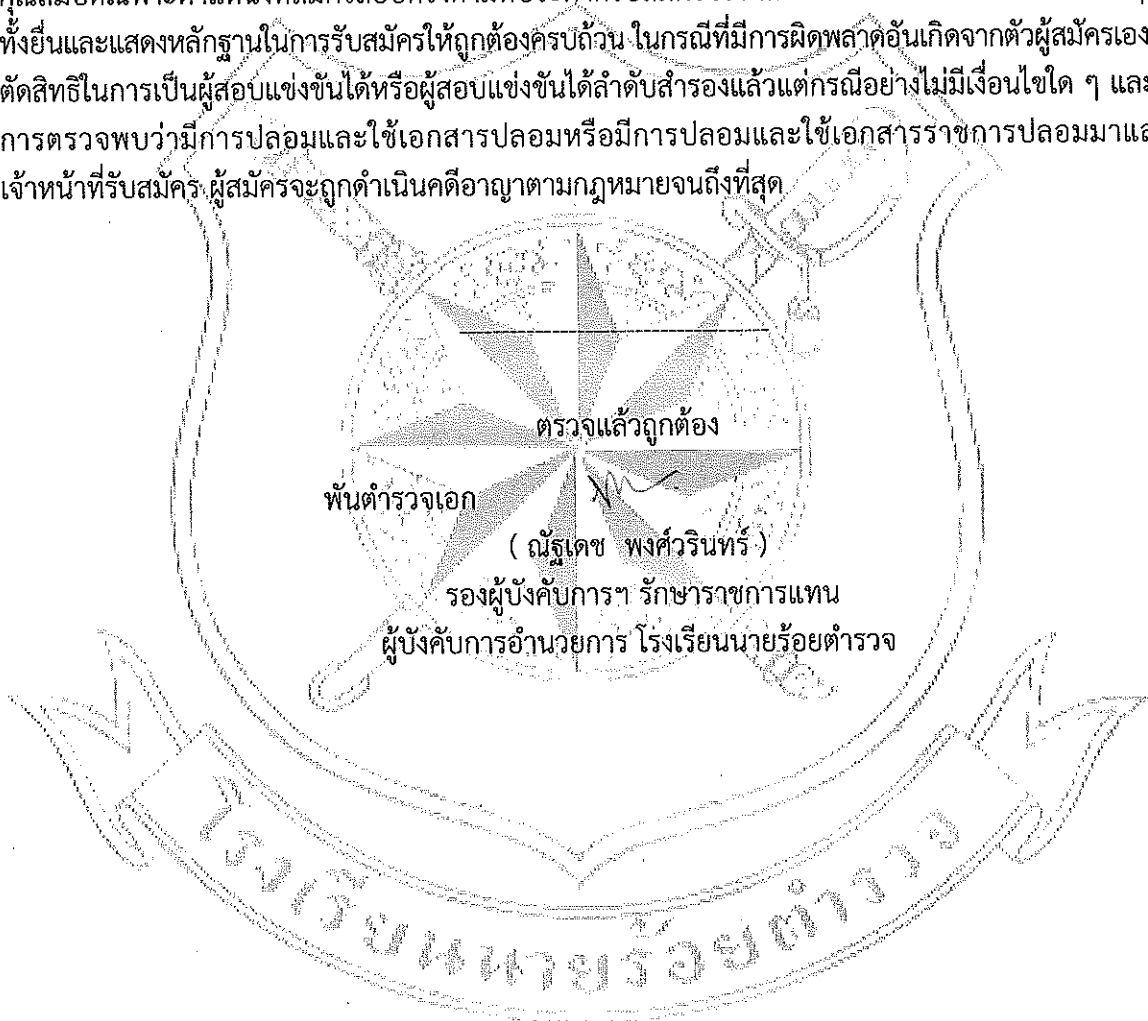 ทั้งยื่นและแสดงหลักฐานในการรับสมัครให้ถูกต้องครบถ้วน ในกรณีที่มีการผิดพลาดอันเกิดจากตัวผู้สมัครเอง
ตัดสิทธิในการเป็นผู้สอบแข่งขันได้หรือผู้สอบแข่งขันได้ลำดับสำรองแล้วแต่กรณีอย่างไม่มีเงื่อนไขใด ๆ และ
การตรวจพบว่ามีการปลอมและใช้เอกสารปลอมหรือมีการปลอมและใช้เอกสารราชการปลอมมาแส
เจ้าหน้าที่รับสมัคร ผู้สมัครจะถูกดำเนินคดีอาญาตามกฎหมายจนถึงที่สุด
ตรวจแล้วถูกต้อง
พันตำรวจเอก
( ณัฐเดช พงศ์วรินทร์ )
รองผู้บังคับการฯ รักษาราชการแทน
ผู้บังคับการอำนวยการ โรงเรียนนายร้อยตำรวจ
โรงเรียนนายร้อยตำรวจ